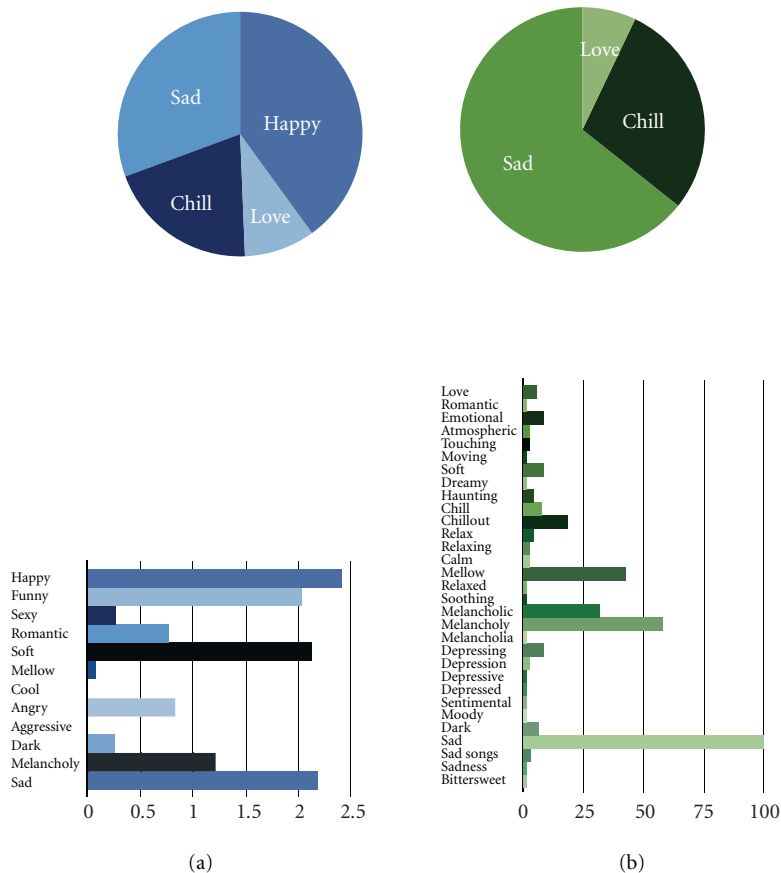 Sad
Happy
Chill
Love
Love
Chill
Sad
Happy
Funny
Sexy
Romantic
Soft
Mellow
Cool
Angry
Aggressive
Dark
Melancholy
Sad
0 0.5 1 1.5 2 2.5
(a)
Love
Romantic
Emotional
Atmospheric
Touching
Moving
Soft
Dreamy
Haunting
Chill
Chillout
Relax
Relaxing
Calm
Mellow
Relaxed
Soothing
Melancholic
Melancholy
Melancholia
Depressing
Depression
Depressive
Depressed
Sentimental
Moody
Dark
Sad
Sad songs
Sadness
Bittersweet
0 25 50 75 100
(b)